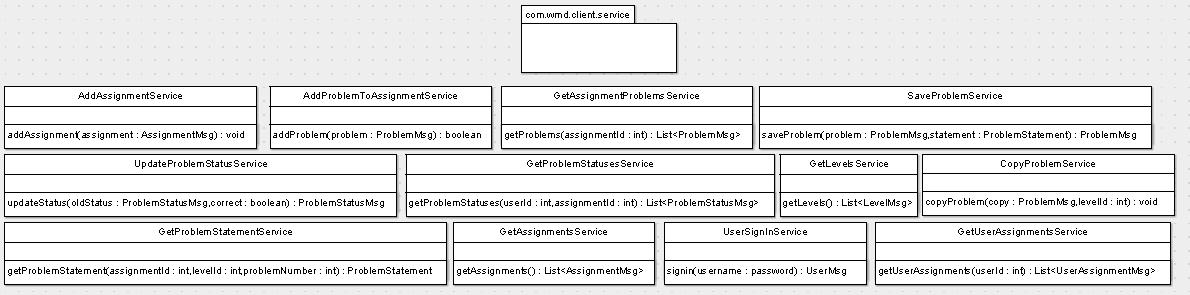 com.wmd.client.service
AddAssignmentService
addAssignment(assignment : AssignmentMsg) : void
AddProblemToAssignmentService
addProblem(problem : ProblemMsg) : boolean
GetAssignmentProblemsService
getProblems(assignmentId : int) : List<ProblemMsg>
SaveProblemService
saveProblem(problem : ProblemMsg,statement : ProblemStatement) : ProblemMsg
UpdateProblemStatusService
updateStatus(oldStatus : ProblemStatusMsg,correct : boolean) : ProblemStatusMsg
GetProblemStatusesService
getProblemStatuses(userId : int,assignmentId : int) : List<ProblemStatusMsg>
GetLevelsService
getLevels() : List<LevelMsg>
CopyProblemService
copyProblem(copy : ProblemMsg,levelId : int) : void
GetProblemStatementService
getProblemStatement(assignmentId : int,levelId : int,problemNumber : int) : ProblemStatement
GetAssignmentsService
getAssignments() : List<AssignmentMsg>
UserSignInService
signin(username : password) : UserMsg
GetUserAssignmentsService
getUserAssignments(userId : int) : List<UserAssignmentMsg>